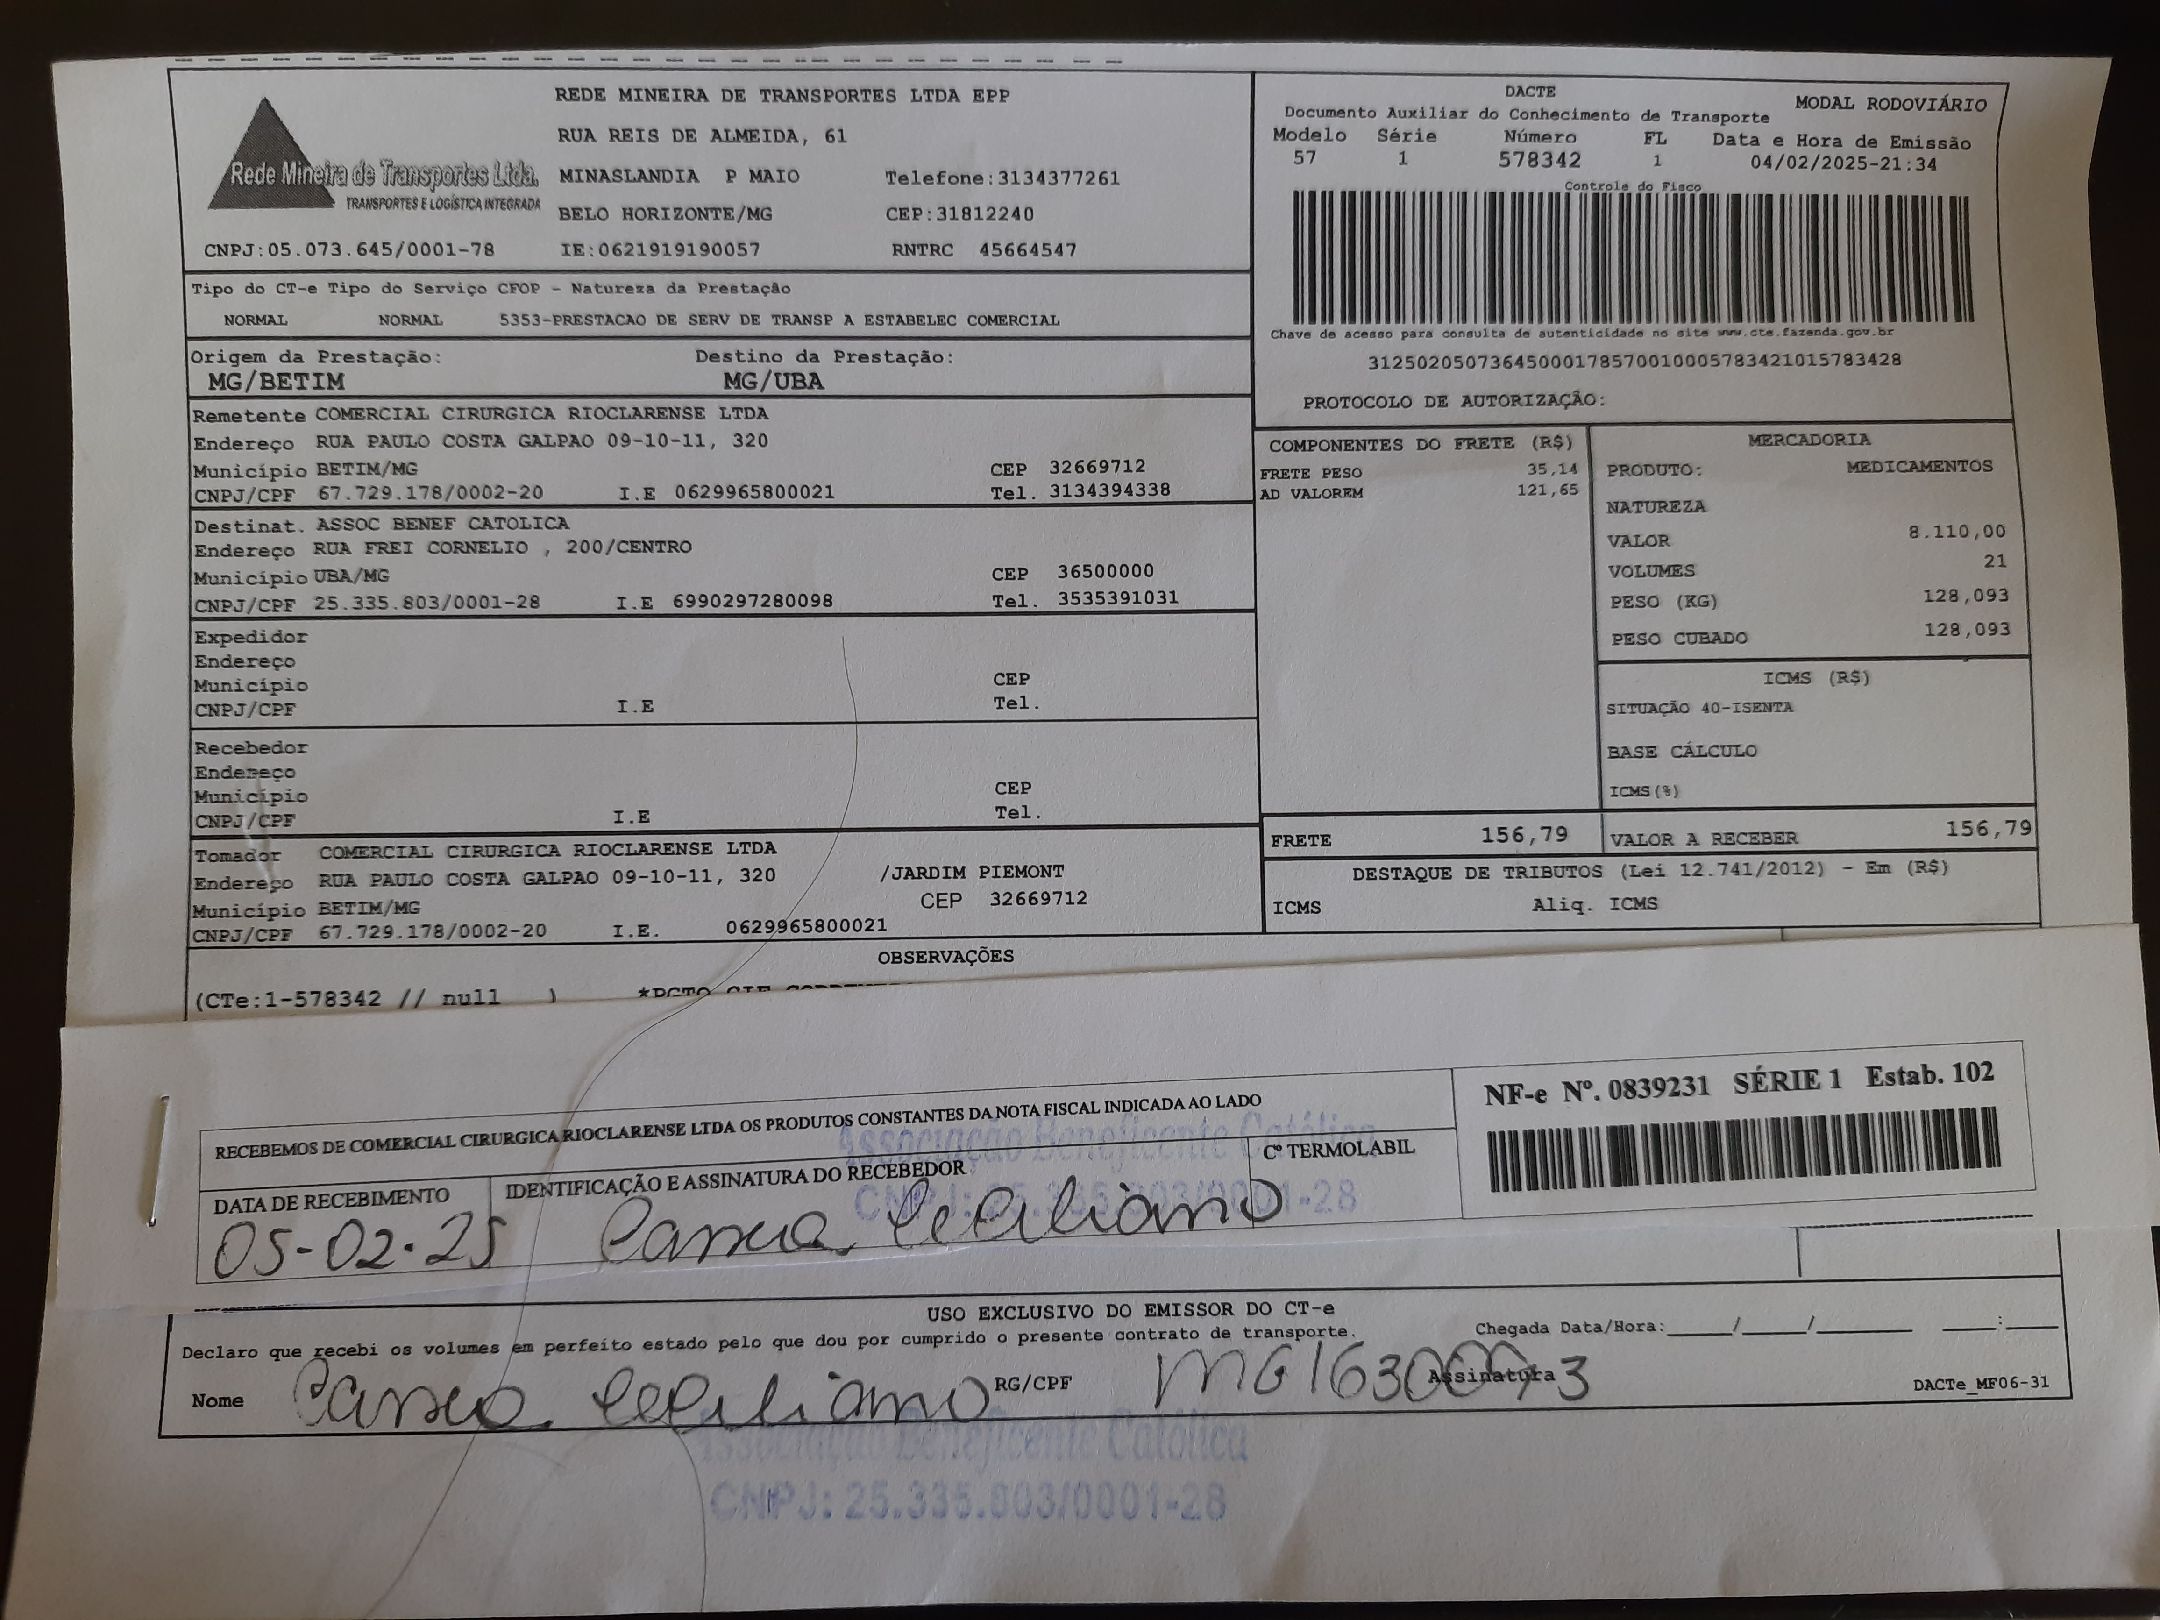 REDE MINEIRA DE TRANSPORTES LTDA EPP
RUA REIS DE ALMEIDA, 61
Rede Mineira de Transportes Ltda.
TRANSPORTES E LOGÍSTICA INTEGRADA
MINASLANDIA P MAIO Telefone:3134377261
BELO HORIZONTE/MG CEP:31812240
CNPJ:05.073.645/0001-78 IE:0621919190057 RNTRC 45664547
DACTE
Documento Auxiliar do Conhecimento de Transporte MODAL RODOVIÁRIO
Modelo Série Número FL Data e Hora de Emissão
57 1 578342 1 04/02/2025-21:34
Controle do Fisco
Chave de acesso para consulta de autenticidade no site www.cte.fazenda.gov.br
31250205073645000178570010005783421015783428
PROTOCOLO DE AUTORIZAÇÃO:
Tipo do CT-e Tipo do Serviço CFOP - Natureza da Prestação
NORMAL NORMAL 5353-PRESTACAO DE SERV DE TRANSP A ESTABELEC COMERCIAL
Origem da Prestação: Destino da Prestação:
MG/BETIM MG/UBA
Remetente COMERCIAL CIRURGICA RIOCLARENSE LTDA
Endereço RUA PAULO COSTA GALPAO 09-10-11, 320
Município BETIM/MG CEP 32669712
CNPJ/CPF 67.729.178/0002-20 I.E 0629965800021 Tel. 3134394338
Destinat. ASSOC BENEF CATOLICA
Endereço RUA FREI CORNELIO , 200/CENTRO
Município UBA/MG CEP 36500000
CNPJ/CPF 25.335.803/0001-28 I.E 6990297280098 Tel. 3535391031
Expedidor
Endereço
Município CEP
CNPJ/CPF I.E Tel.
Recebedor
Endereço
Município CEP
CNPJ/CPF I.E Tel.
Tomador COMERCIAL CIRURGICA RIOCLARENSE LTDA
Endereço RUA PAULO COSTA GALPAO 09-10-11, 320 /JARDIM PIEMONT
Município BETIM/MG CEP 32669712
CNPJ/CPF 67.729.178/0002-20 I.E. 0629965800021
COMPONENTES DO FRETE (R$)
FRETE PESO 35,14
AD VALOREM 121,65
MERCADORIA
PRODUTO: MEDICAMENTOS
NATUREZA
VALOR 8.110,00
VOLUMES 21
PESO (KG) 128,093
PESO CUBADO 128,093
ICMS (R$)
SITUAÇÃO 40-ISENTA
BASE CÁLCULO
ICMS(%)
FRETE 156,79 VALOR A RECEBER 156,79
DESTAQUE DE TRIBUTOS (Lei 12.741/2012) - Em (R$)
ICMS Aliq. ICMS
OBSERVAÇÕES
(CTe:1-578342 // null )
RECEBEMOS DE COMERCIAL CIRURGICA RIOCLARENSE LTDA OS PRODUTOS CONSTANTES DA NOTA FISCAL INDICADA AO LADO
NF-e Nº. 0839231 SÉRIE 1 Estab. 102
Associação Beneficente Católica
CNPJ: 25.335.803/0001-28
DATA DE RECEBIMENTO IDENTIFICAÇÃO E ASSINATURA DO RECEBEDOR Cº TERMOLABIL
05-02-25
USO EXCLUSIVO DO EMISSOR DO CT-e
Declaro que recebi os volumes em perfeito estado pelo que dou por cumprido o presente contrato de transporte. Chegada Data/Hora:____/____/______ ___:____
Nome RG/CPF Assinatura DACTe_MF06-31
Associação Beneficente Católica
CNPJ: 25.335.803/0001-28